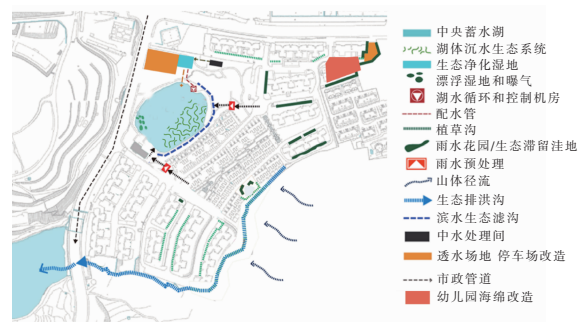 中央蓄水湖
湖体沉水生态系统
生态净化湿地
漂浮湿地和曝气
湖水循环和控制机房
配水管
植草沟
雨水花园/生态滞留洼地
雨水预处理
山体径流
生态排洪沟
滨水生态滤沟
中水处理间
透水场地 停车场改造
市政管道
幼儿园海绵改造